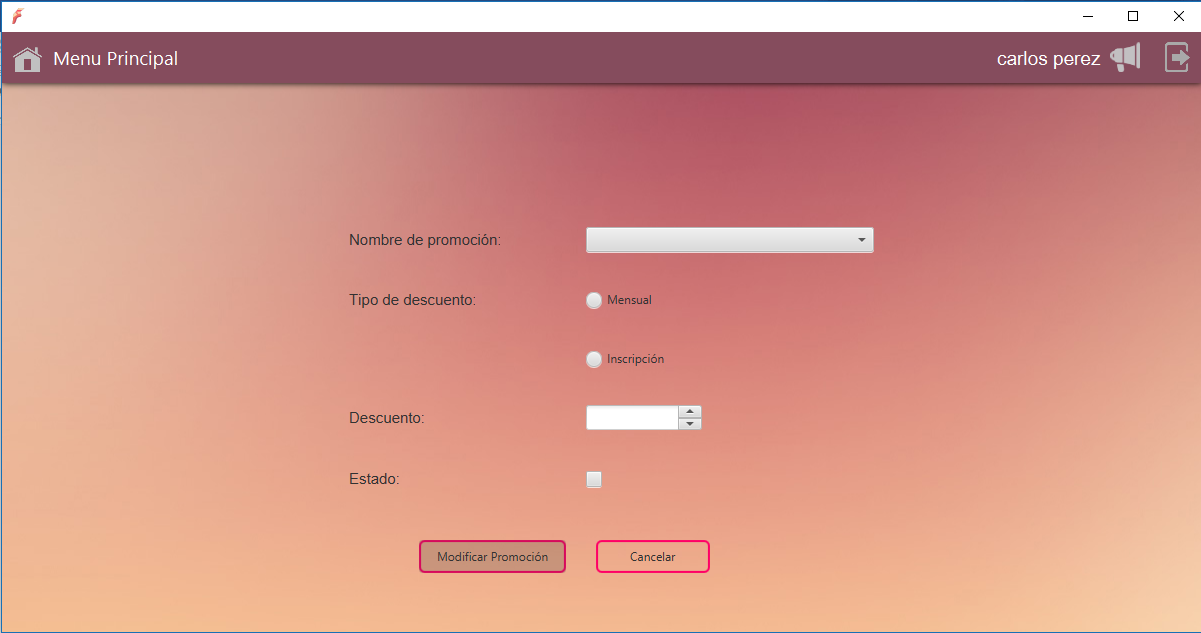 Menu Principal
carlos perez
Nombre de promoción:
Tipo de descuento:
Mensual
Inscripción
Descuento:
Estado:
Modificar Promoción
Cancelar